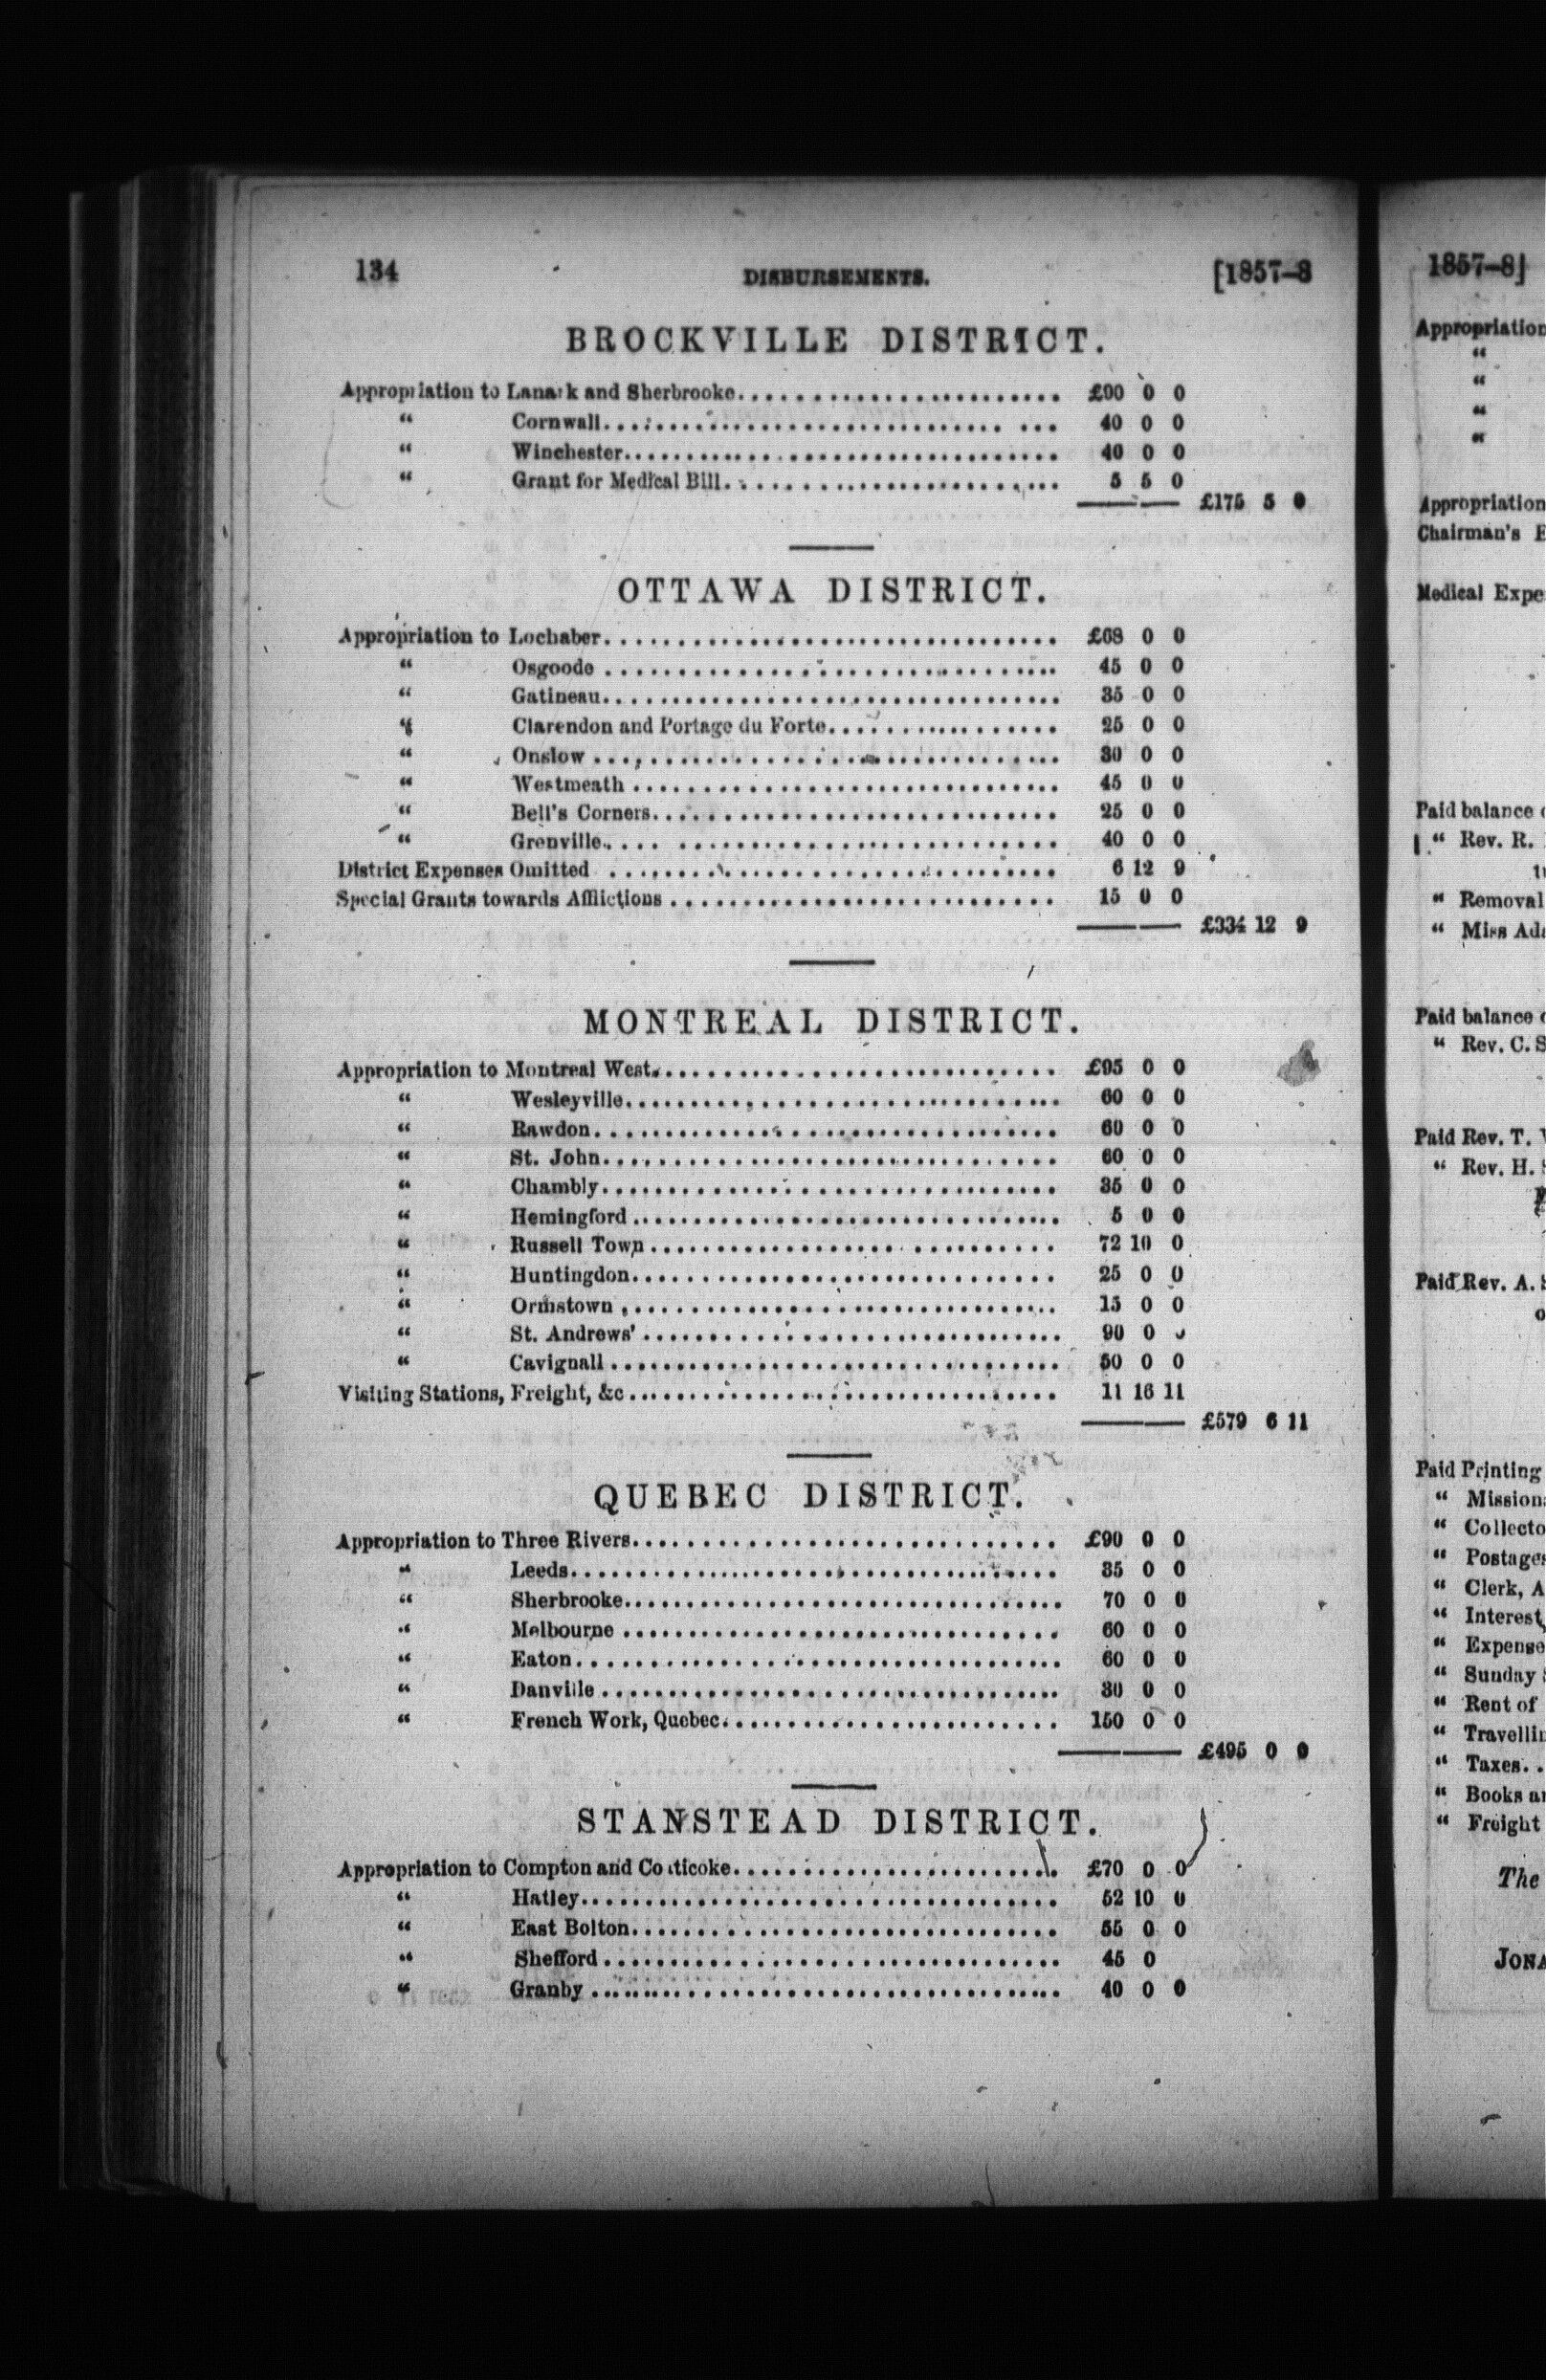 134 DISBURSEMENTS. [1857-8
BROCKVILLE DISTRICT.
Appropriation to Lanark and Sherbrooke........................ £90 0 0
" Cornwall................................ 40 0 0
" Winchester................................ 40 0 0
" Grant for Medical Bill........................ 5 5 0
£175 5 0
OTTAWA DISTRICT.
Appropriation to Lochaber................................ £68 0 0
" Osgoode ................................ 45 0 0
" Gatineau................................ 35 0 0
" Clarendon and Portage du Forte................ 25 0 0
" Onslow ................................ 30 0 0
" Westmeath ................................ 45 0 0
" Bell's Corners................................ 25 0 0
" Grenville................................ 40 0 0
District Expenses Omitted ................................ 6 12 9
Special Grants towards Afflictions ........................ 15 0 0
£334 12 9
MONTREAL DISTRICT.
Appropriation to Montreal West............................ £95 0 0
" Wesleyville................................ 60 0 0
" Rawdon................................ 60 0 0
" St. John................................ 60 0 0
" Chambly................................ 35 0 0
" Hemingford ................................ 5 0 0
" Russell Town ................................ 72 10 0
" Huntingdon................................ 25 0 0
" Ormstown ................................ 15 0 0
" St. Andrews' ................................ 90 0 0
" Cavignall ................................ 50 0 0
Visiting Stations, Freight, &c................................ 11 16 11
£579 6 11
QUEBEC DISTRICT.
Appropriation to Three Rivers............................ £90 0 0
" Leeds................................ 35 0 0
" Sherbrooke................................ 70 0 0
" Melbourne ................................ 60 0 0
" Eaton................................ 60 0 0
" Danville ................................ 30 0 0
" French Work, Quebec........................ 150 0 0
£495 0 0
STANSTEAD DISTRICT.
Appropriation to Compton and Coaticoke........................ £70 0 0
" Hatley................................ 52 10 0
" East Bolton................................ 55 0 0
" Shefford ................................ 45 0
" Granby ................................ 40 0 0
1857-8]
Appropriation
"
"
"
"
Appropriation
Chairman's
Medical Expe
Paid balance
" Rev. R.
" Removal
" Miss Ad
Paid balance
" Rev. C. S
Paid Rev. T.
" Rev. H.
Paid Rev. A.
Paid Printing
" Mission
" Collecto
" Postage
" Clerk, A
" Interest
" Expense
" Sunday
" Rent of
" Travellin
" Taxes. .
" Books a
" Freight
The
JONA